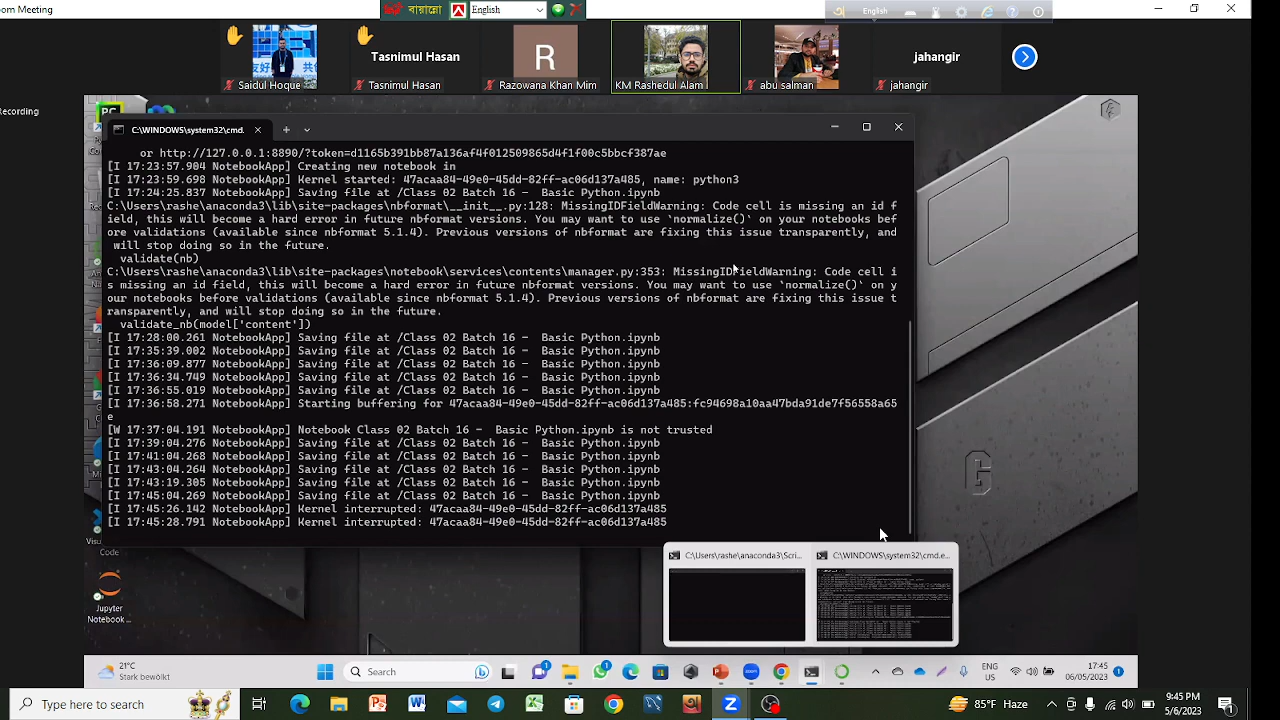 oom Meeting
বায়ান্নো
English
English
Tasnimul Hasan
R
jahangir
Saidul Hoque
Tasnimul Hasan
Razowana Khan Mim
KM Rashedul Alam
abu salman
jahangir
Recording
PC
C:\WINDOWS\system32\cmd.
or http://127.0.0.1:8890/?token=d1165b391bb87a136af4f012509865d4f1f00c5bbcf387ae
[I 17:23:57.904 NotebookApp] Creating new notebook in
[I 17:23:59.698 NotebookApp] Kernel started: 47acaa84-49e0-45dd-82ff-ac06d137a485, name: python3
[I 17:24:25.837 NotebookApp] Saving file at /Class 02 Batch 16 -  Basic Python.ipynb
C:\Users\rashe\anaconda3\lib\site-packages\nbformat\__init__.py:128: MissingIDFieldWarning: Code cell is missing an id f
ield, this will become a hard error in future nbformat versions. You may want to use `normalize()` on your notebooks bef
ore validations (available since nbformat 5.1.4). Previous versions of nbformat are fixing this issue transparently, and
will stop doing so in the future.
validate(nb)
C:\Users\rashe\anaconda3\lib\site-packages\notebook\services\contents\manager.py:353: MissingIDFieldWarning: Code cell i
s missing an id field, this will become a hard error in future nbformat versions. You may want to use `normalize()` on y
our notebooks before validations (available since nbformat 5.1.4). Previous versions of nbformat are fixing this issue t
ransparently, and will stop doing so in the future.
validate_nb(model['content'])
[I 17:28:00.261 NotebookApp] Saving file at /Class 02 Batch 16 -  Basic Python.ipynb
[I 17:35:39.002 NotebookApp] Saving file at /Class 02 Batch 16 -  Basic Python.ipynb
[I 17:36:09.877 NotebookApp] Saving file at /Class 02 Batch 16 -  Basic Python.ipynb
[I 17:36:34.749 NotebookApp] Saving file at /Class 02 Batch 16 -  Basic Python.ipynb
[I 17:36:55.019 NotebookApp] Saving file at /Class 02 Batch 16 -  Basic Python.ipynb
[I 17:36:58.271 NotebookApp] Starting buffering for 47acaa84-49e0-45dd-82ff-ac06d137a485:fc94698a10aa47bda91de7f56558a65
e
[W 17:37:04.191 NotebookApp] Notebook Class 02 Batch 16 -  Basic Python.ipynb is not trusted
[I 17:39:04.276 NotebookApp] Saving file at /Class 02 Batch 16 -  Basic Python.ipynb
[I 17:41:04.268 NotebookApp] Saving file at /Class 02 Batch 16 -  Basic Python.ipynb
[I 17:43:04.264 NotebookApp] Saving file at /Class 02 Batch 16 -  Basic Python.ipynb
[I 17:43:19.305 NotebookApp] Saving file at /Class 02 Batch 16 -  Basic Python.ipynb
[I 17:45:04.269 NotebookApp] Saving file at /Class 02 Batch 16 -  Basic Python.ipynb
[I 17:45:26.142 NotebookApp] Kernel interrupted: 47acaa84-49e0-45dd-82ff-ac06d137a485
[I 17:45:28.791 NotebookApp] Kernel interrupted: 47acaa84-49e0-45dd-82ff-ac06d137a485
Code
C:\Users\rashe\anaconda3\Scri...
C:\WINDOWS\system32\cmd.e...
Jupyter
Notebook ...
21°C
Stark bewölkt
Search
ENG
US
17:45
06/05/2023
Type here to search
85°F Haze
9:45 PM
5/6/2023